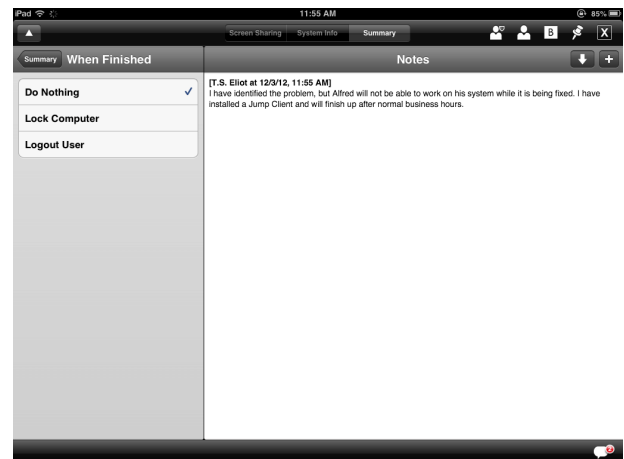 iPad 11:55 AM 85%
Screen Sharing System Info Summary B X
Summary When Finished Notes
Do Nothing
Lock Computer
Logout User
[T.S. Eliot at 12/3/12, 11:55 AM]
I have identified the problem, but Alfred will not be able to work on his system while it is being fixed. I have
installed a Jump Client and will finish up after normal business hours.